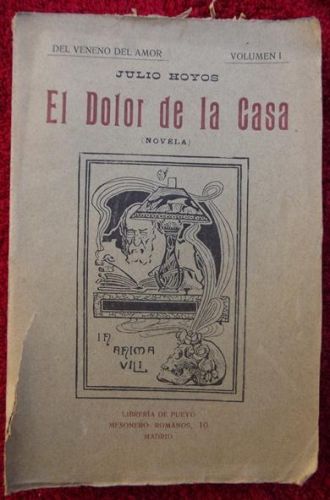 DEL VENENO DEL AMOR VOLUMEN I
JULIO HOYOS
El Dolor de la Casa
(NOVELA)
IN
ANIMA
VILI
LIBRERÍA DE PUEYO
MESONERO ROMANOS, 10
MADRID